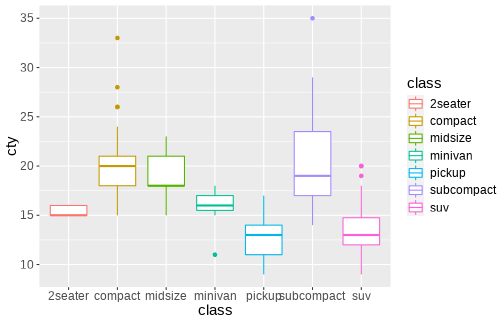 35
30
25
20
15
10
cty
2seater compact midsize minivan pickup subcompact suv
class
class
2seater
compact
midsize
minivan
pickup
subcompact
suv